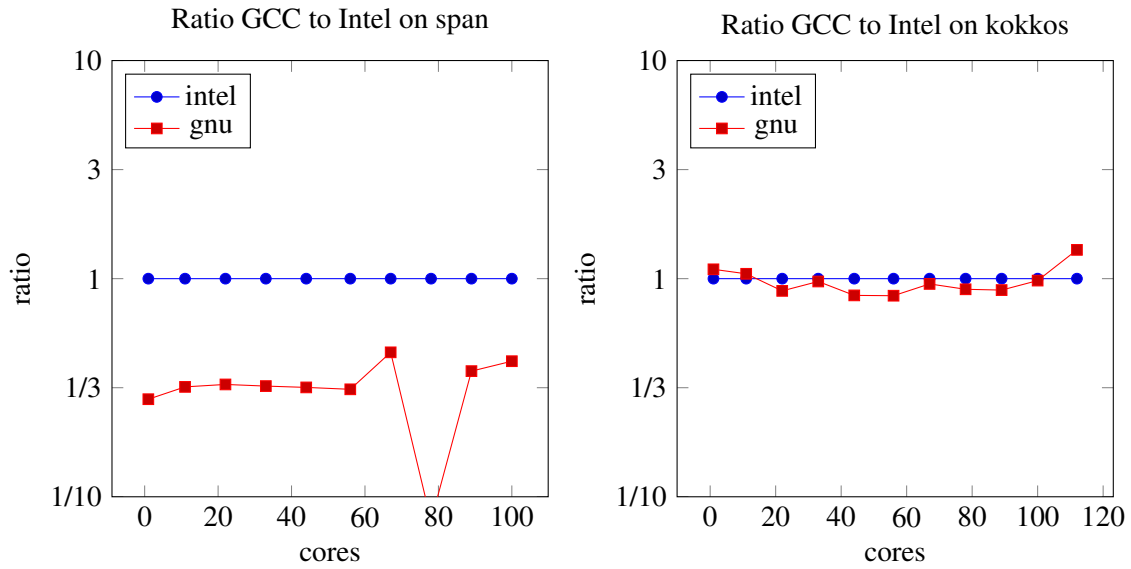 Ratio GCC to Intel on span
10
3
1
1/3
1/10
ratio
intel
gnu
0
20
40
60
80
100
cores
Ratio GCC to Intel on kokkos
10
3
1
1/3
1/10
ratio
intel
gnu
0
20
40
60
80
100
120
cores